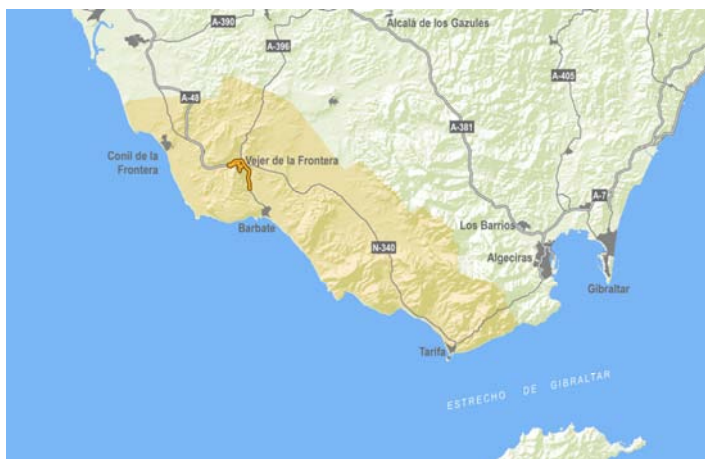 A-390
Alcalá de los Gazules
A-396
A-405
A-48
A-381
Conil de la
Frontera
Vejer de la Frontera
A-7
Barbate
Los Barrios
N-340
Algeciras
Gibraltar
Tarifa
ESTRECHO DE GIBRALTAR